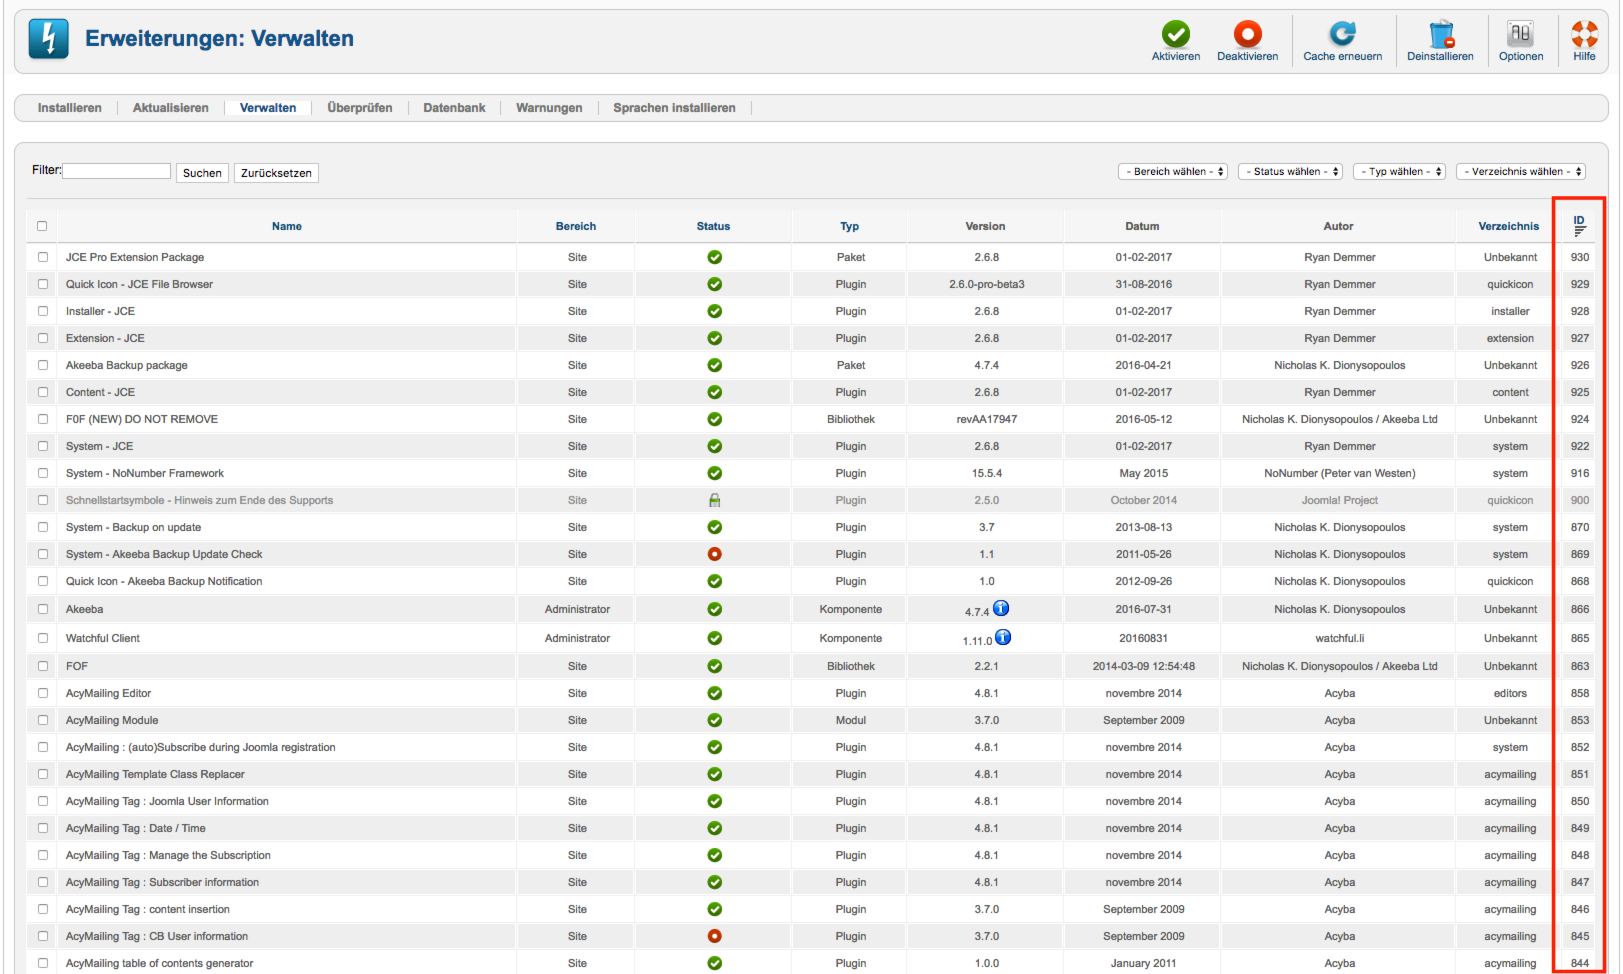 Erweiterungen: Verwalten
Aktivieren Deaktivieren Cache erneuern Deinstallieren Optionen Hilfe
Installieren Aktualisieren Verwalten Überprüfen Datenbank Warnungen Sprachen installieren
Filter: Suchen Zurücksetzen - Bereich wählen - - Status wählen - - Typ wählen - - Verzeichnis wählen -
Name Bereich Status Typ Version Datum Autor Verzeichnis ID
JCE Pro Extension Package Site Paket 2.6.8 01-02-2017 Ryan Demmer Unbekannt 930
Quick Icon - JCE File Browser Site Plugin 2.6.0-pro-beta3 31-08-2016 Ryan Demmer quickicon 929
Installer - JCE Site Plugin 2.6.8 01-02-2017 Ryan Demmer installer 928
Extension - JCE Site Plugin 2.6.8 01-02-2017 Ryan Demmer extension 927
Akeeba Backup package Site Paket 4.7.4 2016-04-21 Nicholas K. Dionysopoulos Unbekannt 926
Content - JCE Site Plugin 2.6.8 01-02-2017 Ryan Demmer content 925
F0F (NEW) DO NOT REMOVE Site Bibliothek revAA17947 2016-05-12 Nicholas K. Dionysopoulos / Akeeba Ltd Unbekannt 924
System - JCE Site Plugin 2.6.8 01-02-2017 Ryan Demmer system 922
System - NoNumber Framework Site Plugin 15.5.4 May 2015 NoNumber (Peter van Westen) system 916
Schnellstartsymbole - Hinweis zum Ende des Supports Site Plugin 2.5.0 October 2014 Joomla! Project quickicon 900
System - Backup on update Site Plugin 3.7 2013-08-13 Nicholas K. Dionysopoulos system 870
System - Akeeba Backup Update Check Site Plugin 1.1 2011-05-26 Nicholas K. Dionysopoulos system 869
Quick Icon - Akeeba Backup Notification Site Plugin 1.0 2012-09-26 Nicholas K. Dionysopoulos quickicon 868
Akeeba Administrator Komponente 4.7.4 2016-07-31 Nicholas K. Dionysopoulos Unbekannt 866
Watchful Client Administrator Komponente 1.11.0 20160831 watchful.li Unbekannt 865
FOF Site Bibliothek 2.2.1 2014-03-09 12:54:48 Nicholas K. Dionysopoulos / Akeeba Ltd Unbekannt 863
AcyMailing Editor Site Plugin 4.8.1 novembre 2014 Acyba editors 858
AcyMailing Module Site Modul 3.7.0 September 2009 Acyba Unbekannt 853
AcyMailing : (auto)Subscribe during Joomla registration Site Plugin 4.8.1 novembre 2014 Acyba system 852
AcyMailing Template Class Replacer Site Plugin 4.8.1 novembre 2014 Acyba acymailing 851
AcyMailing Tag : Joomla User Information Site Plugin 4.8.1 novembre 2014 Acyba acymailing 850
AcyMailing Tag : Date / Time Site Plugin 4.8.1 novembre 2014 Acyba acymailing 849
AcyMailing Tag : Manage the Subscription Site Plugin 4.8.1 novembre 2014 Acyba acymailing 848
AcyMailing Tag : Subscriber information Site Plugin 4.8.1 novembre 2014 Acyba acymailing 847
AcyMailing Tag : content insertion Site Plugin 3.7.0 September 2009 Acyba acymailing 846
AcyMailing Tag : CB User information Site Plugin 3.7.0 September 2009 Acyba acymailing 845
AcyMailing table of contents generator Site Plugin 1.0.0 January 2011 Acyba acymailing 844